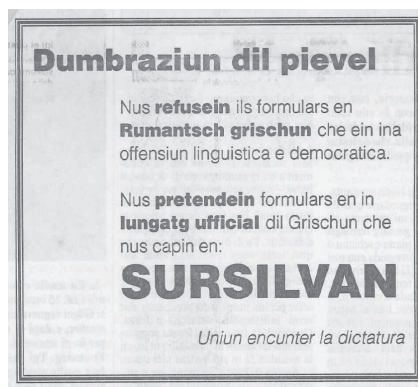 Dumbraziun dil pievel
Nus refusein ils formulars en
Rumantsch grischun che ein ina
offensiun linguistica e democratica.
Nus pretendein formulars en in
lungatg ufficial dil Grischun che
nus capin en:
SURSILVAN
Uniun encunter la dictatura